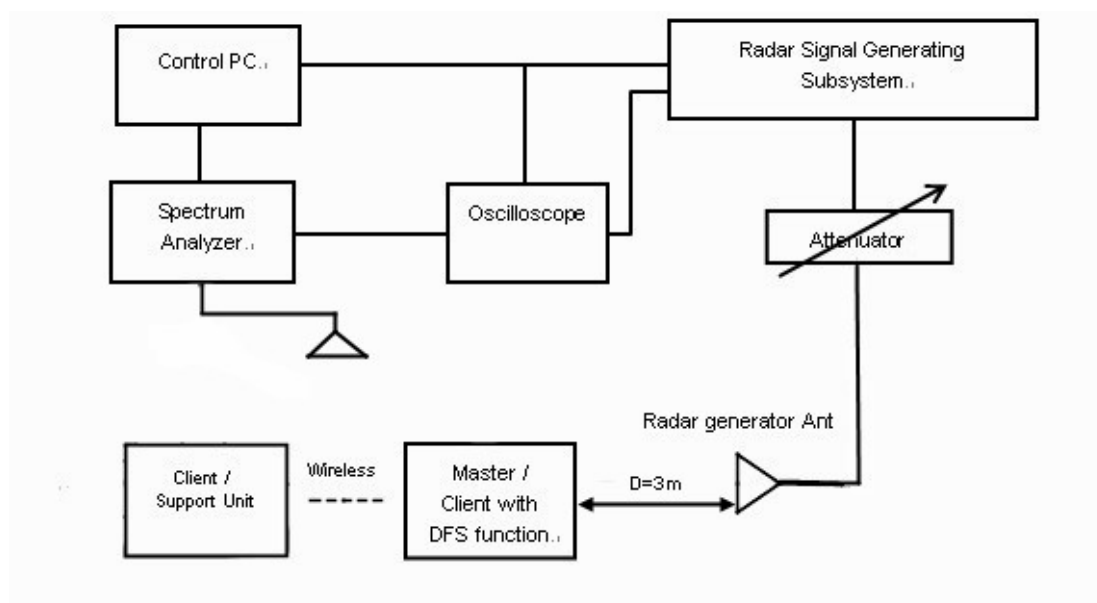 Control PC.
Radar Signal Generating
Subsystem.
Spectrum
Analyzer.
Oscilloscope
Attenuator
Radar generator Ant
Client /
Support Unit
Wireless
Master /
Client with
DFS function.
D=3m